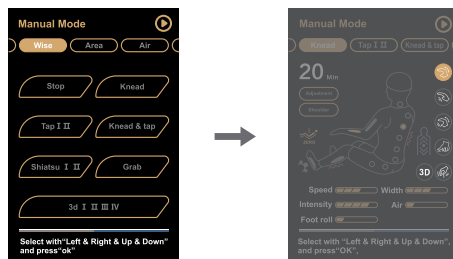 Manual Mode
Wise
Area
Air
Stop
Knead
Tap I II
Knead & tap
Shiatsu I II
Grab
3d I II III IV
Select with“Left & Right & Up & Down”
and press“ok”
Manual Mode
Knead
Tap I II
Knead & tap
20 Min
Adjustment
Shoulder
3D
Speed
Width
Intensity
Air
Foot roll
Select with“Left & Right & Up & Down”
and press“OK”,